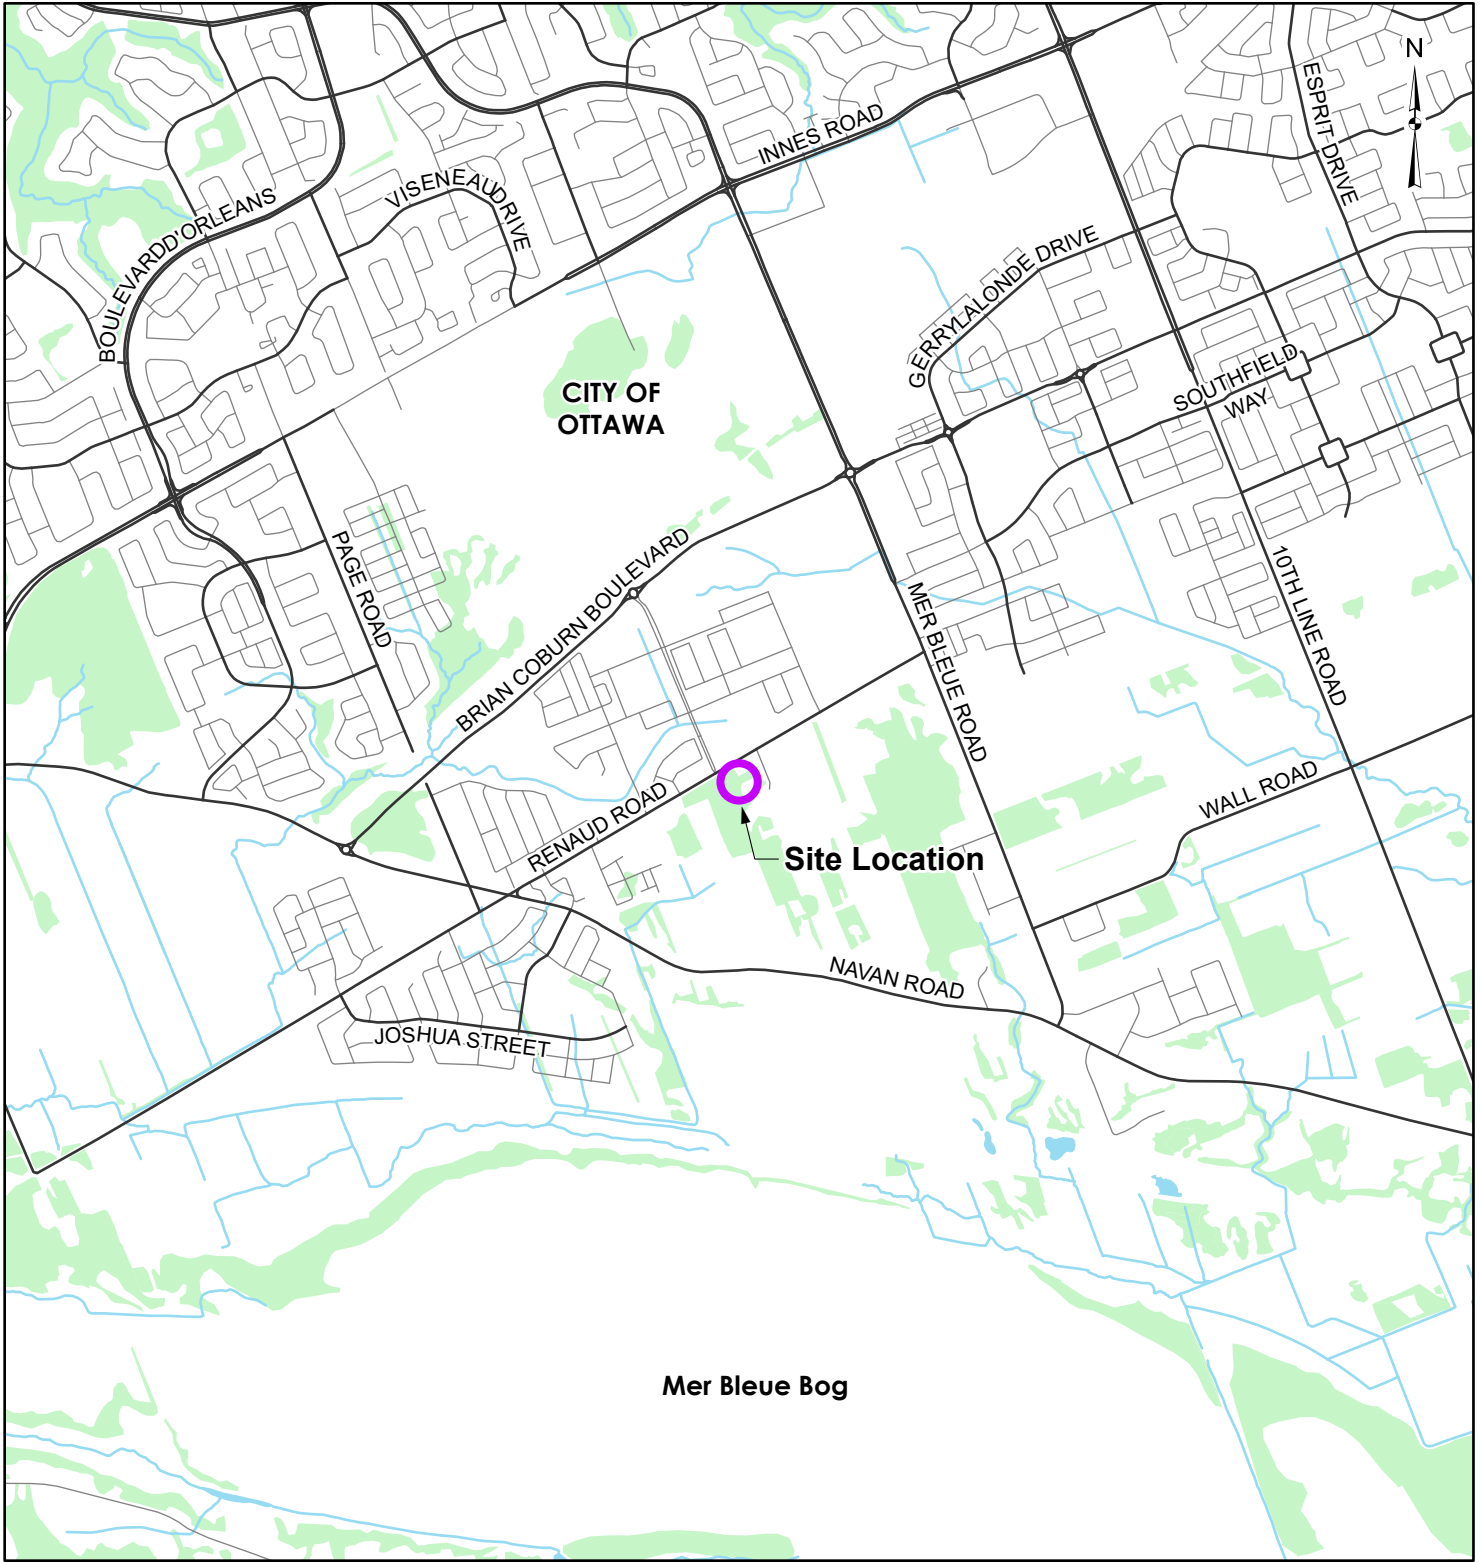 N
ESPRIT DRIVE
INNES ROAD
VISENEAU DRIVE
BOULEVARD D'ORLEANS
GERRY LALONDE DRIVE
CITY OF
OTTAWA
SOUTHFIELD
WAY
PAGE ROAD
BRIAN COBURN BOULEVARD
10TH LINE ROAD
MER BLEUE ROAD
WALL ROAD
RENAUD ROAD
Site Location
NAVAN ROAD
JOSHUA STREET
Mer Bleue Bog